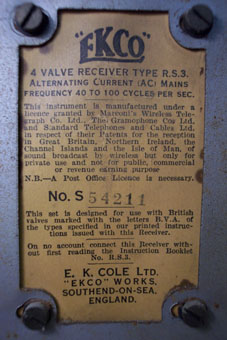 "EKCO"
4 VALVE RECEIVER TYPE R.S.3.
ALTERNATING CURRENT (AC) MAINS
FREQUENCY 40 TO 100 CYCLES PER SEC.
This instrument is manufactured under a
licence granted by Marconi's Wireless Tele-
graph Co. Ltd., The Gramophone Co. Ltd.
and Standard Telephones and Cables Ltd.
in respect of their Patents for the reception
in Great Britain, Northern Ireland, the
Channel Islands and the Isle of Man, of
sound broadcast by wireless but only for
private use and not for public, commercial
or revenue earning purpose
N.B.—A Post Office Licence is necessary.
No. S 54211
This set is designed for use with British
valves marked with the letters B.V.A. of
the types specified in our printed instruc-
tions issued with this Receiver.
On no account connect this Receiver with-
out first reading the Instruction Booklet
No. R.S.3.
E. K. COLE LTD.
"EKCO" WORKS,
SOUTHEND-ON-SEA,
ENGLAND.